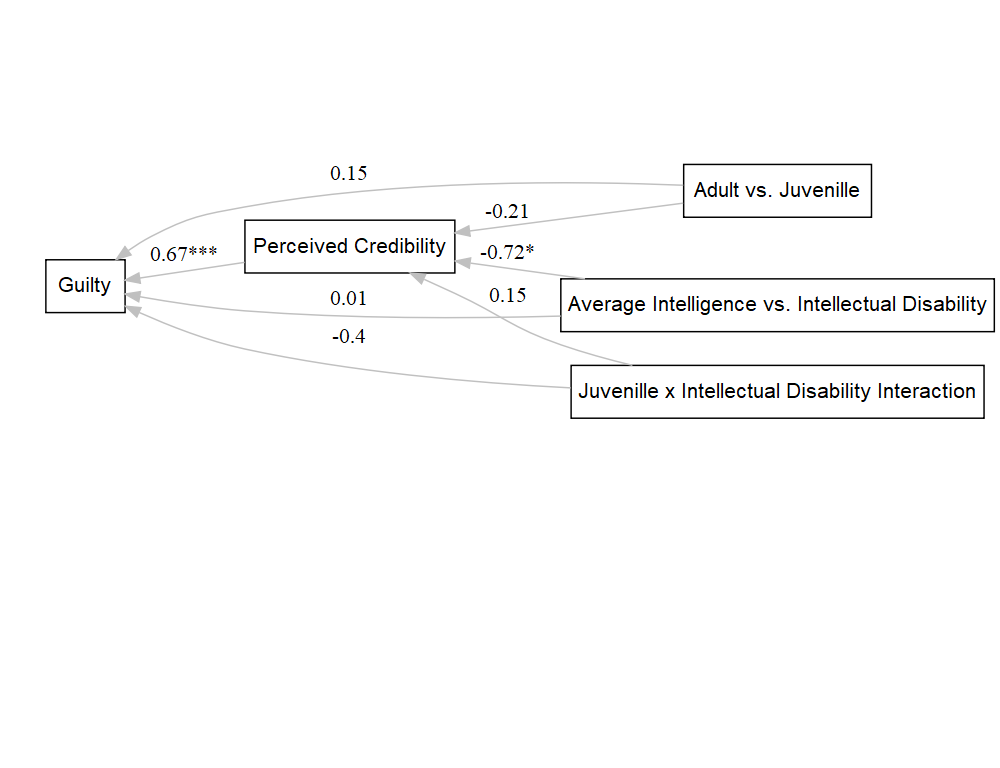 0.15
Adult vs. Juvenille
-0.21
Perceived Credibility
0.67***
-0.72*
Guilty
0.01
0.15
Average Intelligence vs. Intellectual Disability
-0.4
Juvenille x Intellectual Disability Interaction